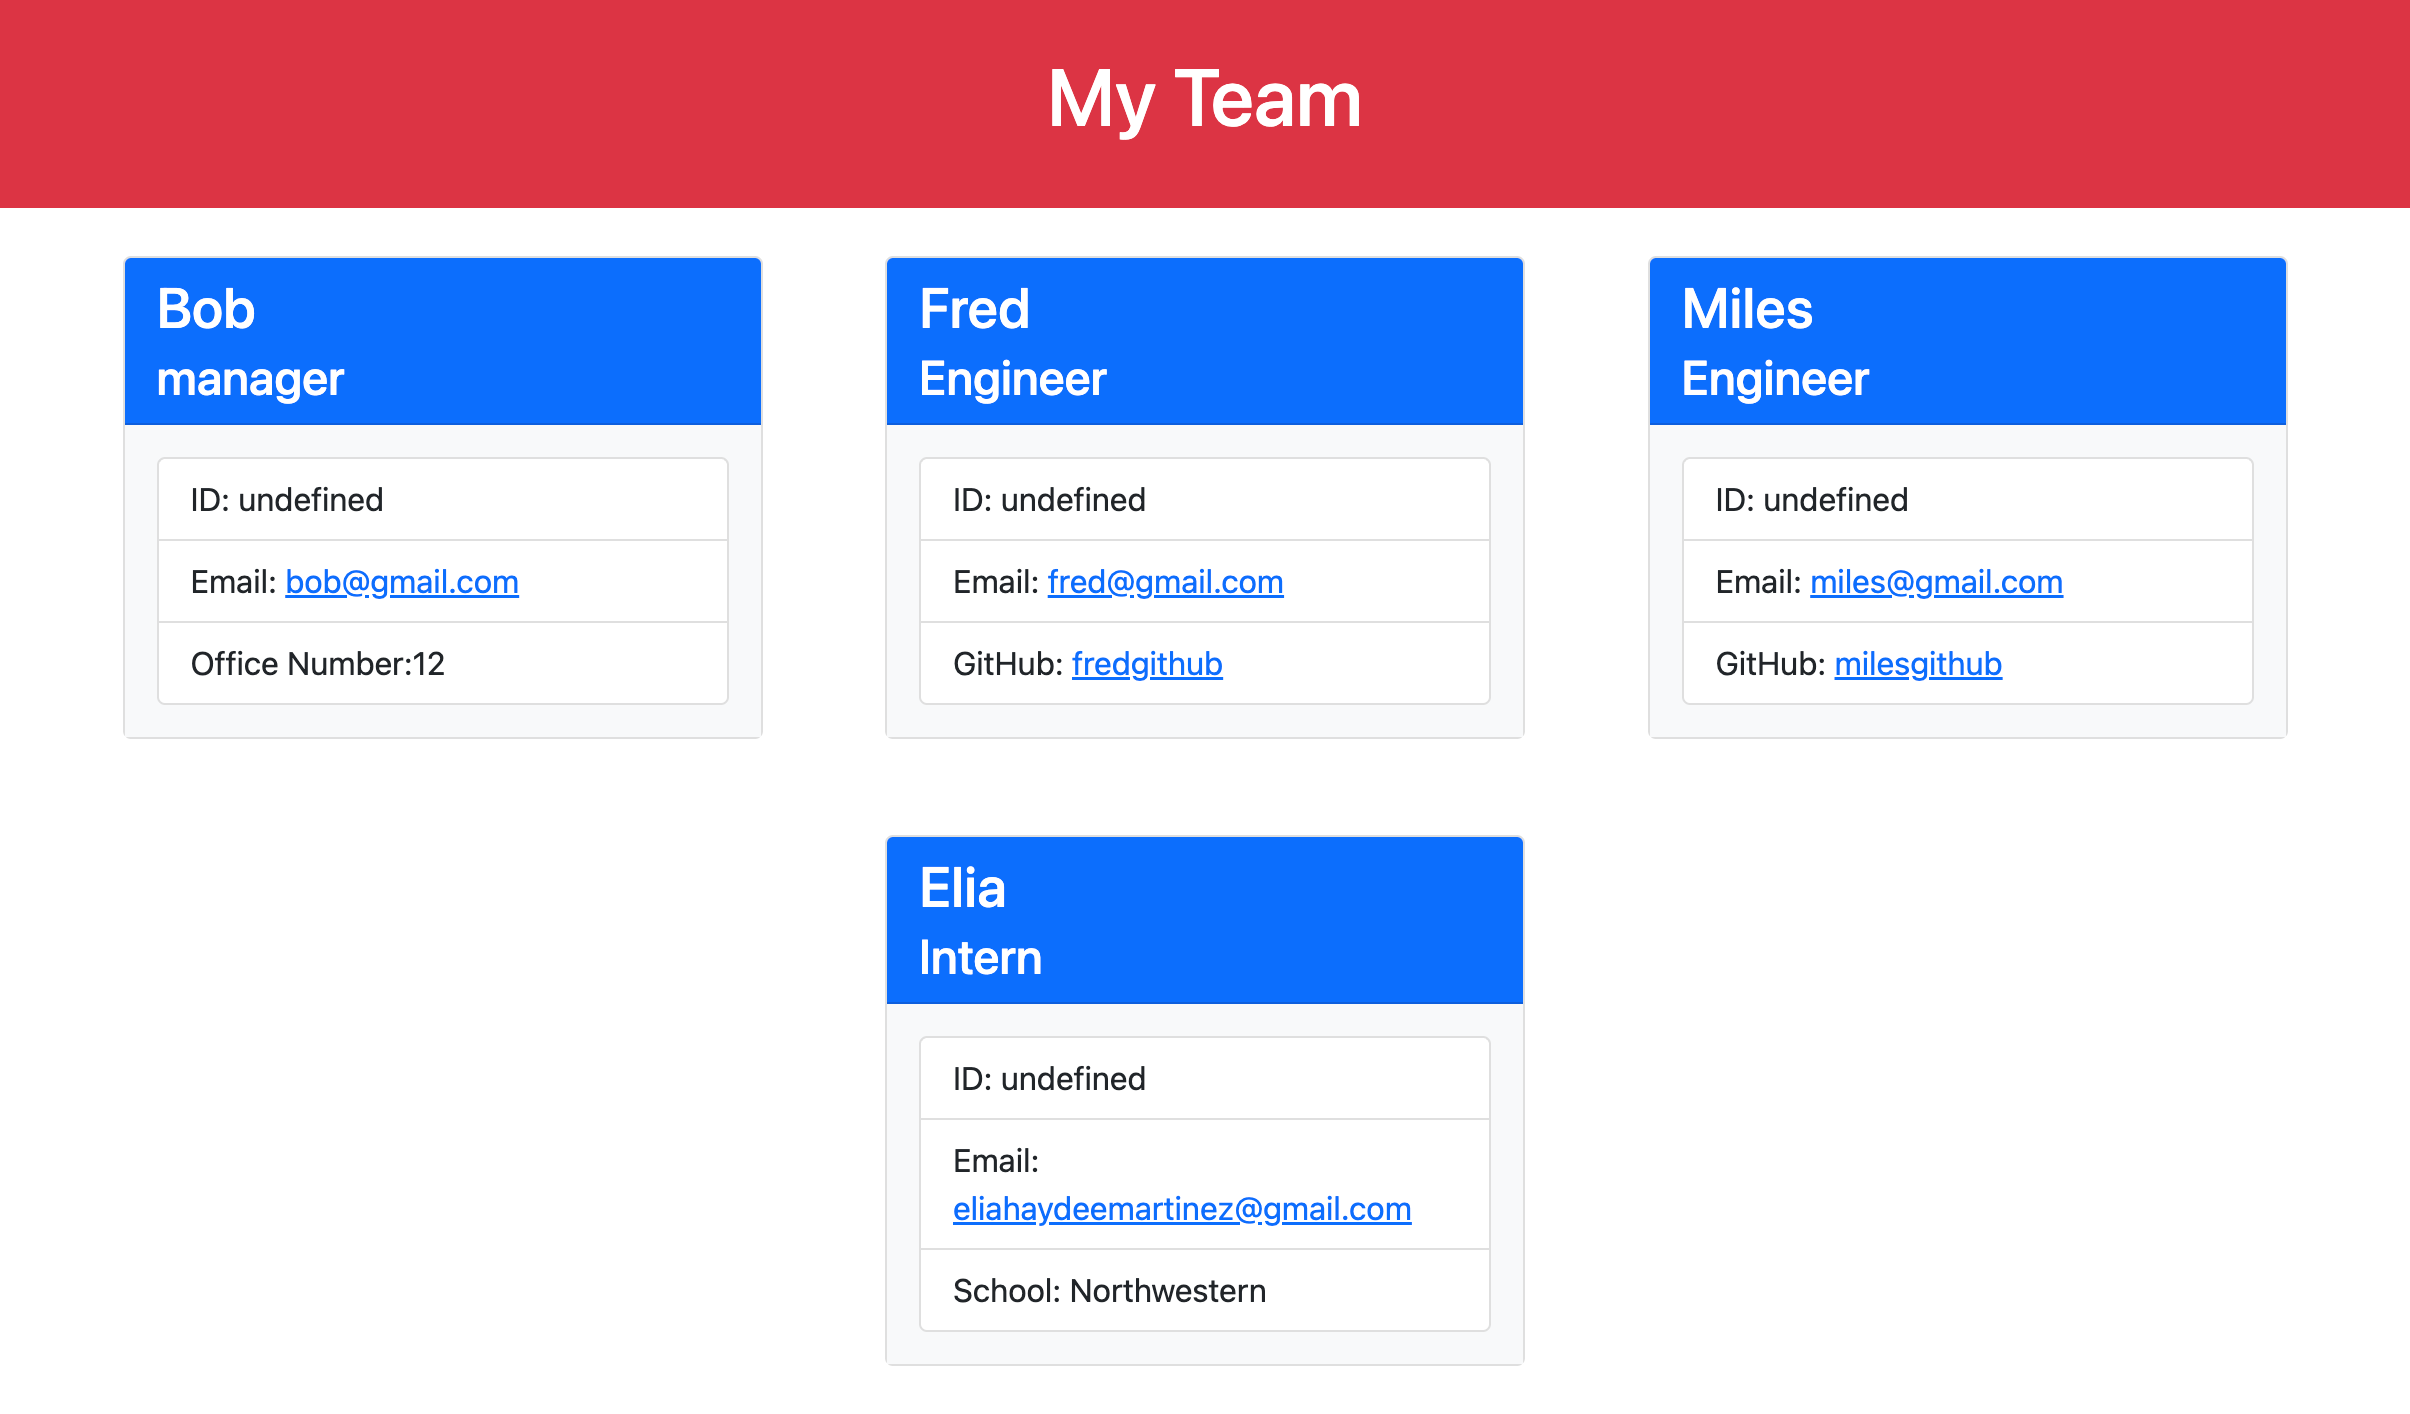 My Team
Bob
manager
ID: undefined
Email: bob@gmail.com
Office Number:12
Fred
Engineer
ID: undefined
Email: fred@gmail.com
GitHub: fredgithub
Miles
Engineer
ID: undefined
Email: miles@gmail.com
GitHub: milesgithub
Elia
Intern
ID: undefined
Email:
eliahaydeemartinez@gmail.com
School: Northwestern